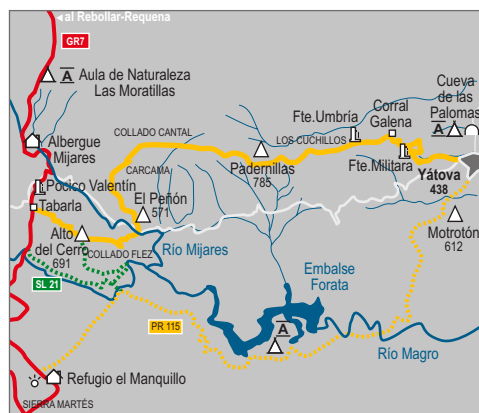 ◄al Rebollar-Requena
GR7
A Aula de Naturaleza
Las Moratillas
Cueva
de las
Palomas
A
Corral
Galena
Fte.Umbría
COLLADO CANTAL
LOS CUCHILLOS
Albergue
Mijares
Fte.Militara
Padernillas
785
CARCAMA
Yátova
438
Pocico Valentín
El Peñón
571
Tabarla
Motrotón
612
Alto
del Cerro
691
Río Mijares
COLLADO FLEZ
Embalse
Forata
SL 21
PR 115
A
Río Magro
Refugio el Manquillo
SIERRA MARTÉS